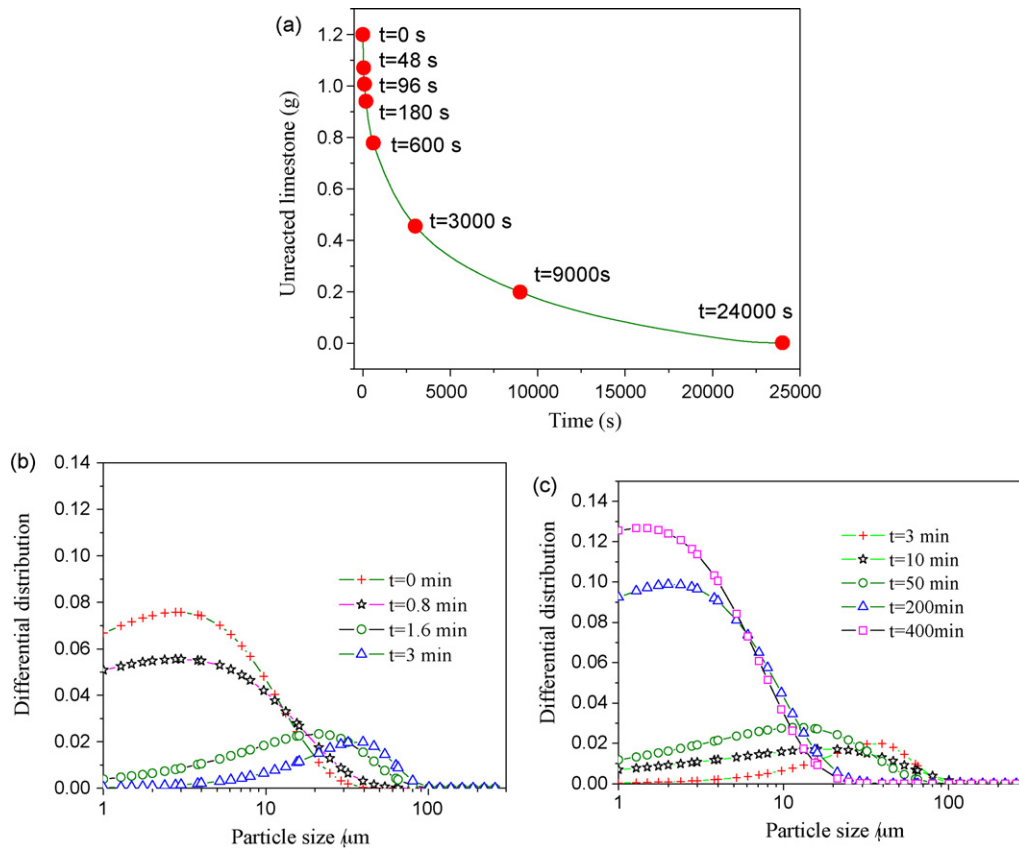 (a)
1.2
1.0
0.8
0.6
0.4
0.2
0.0
Unreacted limestone (g)
t=0 s
t=48 s
t=96 s
t=180 s
t=600 s
t=3000 s
t=9000s
t=24000 s
0 5000 10000 15000 20000 25000
Time (s)
(b)
0.14
0.12
0.10
0.08
0.06
0.04
0.02
0.00
Differential distribution
t=0 min
t=0.8 min
t=1.6 min
t=3 min
1 10 100
Particle size /μm
(c)
0.14
0.12
0.10
0.08
0.06
0.04
0.02
0.00
Differential distribution
t=3 min
t=10 min
t=50 min
t=200min
t=400min
1 10 100
Particle size /μm